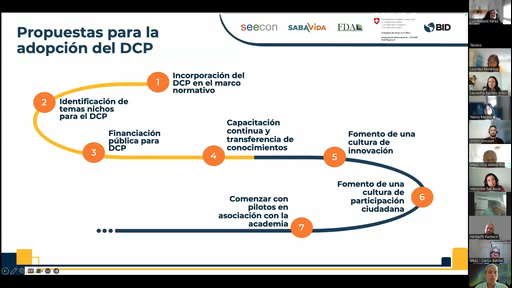 Propuestas para la
adopción del DCP
seecon
SABAVIDA
FDA
BID
1
Incorporación del
DCP en el marco
normativo
2
Identificación de
temas nichos
para el DCP
3
Financiación
pública para
DCP
4
Capacitación
continua y
transferencia de
conocimientos
5
Fomento de una
cultura de
innovación
6
Fomento de una
cultura de
participación
ciudadana
7
Comenzar con
pilotos en
asociación con la
academia